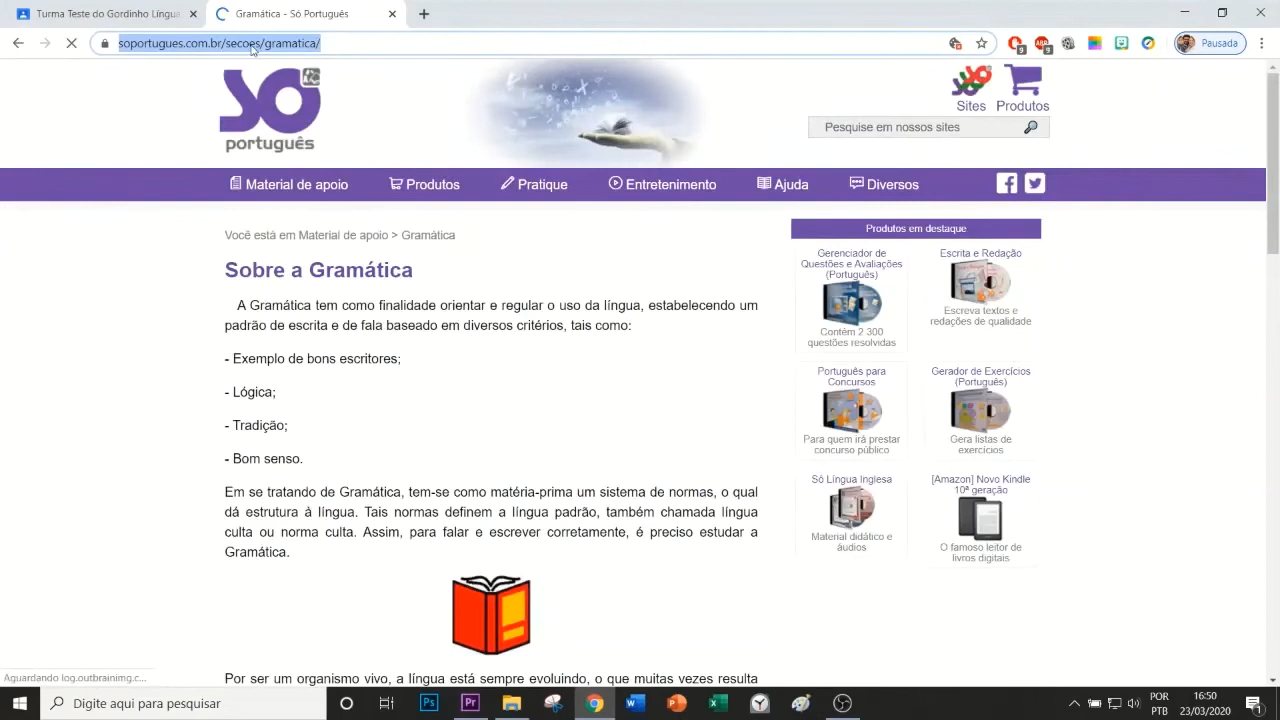 Turma Teste do Gordinho Língua
Gramática - Só Português
soportugues.com.br/secoes/gramatica/
9
9
Pausada
só
português
Sites
Produtos
Pesquise em nossos sites
Material de apoio
Produtos
Pratique
Entretenimento
Ajuda
Diversos
Você está em Material de apoio > Gramática
Sobre a Gramática
A Gramática tem como finalidade orientar e regular o uso da língua, estabelecendo um
padrão de escrita e de fala baseado em diversos critérios, tais como:
- Exemplo de bons escritores;
- Lógica;
- Tradição;
- Bom senso.
Em se tratando de Gramática, tem-se como matéria-prima um sistema de normas, o qual
dá estrutura à língua. Tais normas definem a língua padrão, também chamada língua
culta ou norma culta. Assim, para falar e escrever corretamente, é preciso estudar a
Gramática.
Por ser um organismo vivo, a língua está sempre evoluindo, o que muitas vezes resulta
Produtos em destaque
Gerenciador de
Questões e Avaliações
(Português)
Contém 2.300
questões resolvidas
Escrita e Redação
Escreva textos e
redações de qualidade
Português para
Concursos
Para quem irá prestar
concurso público
Gerador de Exercícios
(Português)
Gera listas de
exercícios
Só Língua Inglesa
Material didático e
áudios
[Amazon] Novo Kindle
10ª geração
O famoso leitor de
livros digitais
Aguardando log.outbrainimg.c...
Digite aqui para pesquisar
Ps
Pr
POR
PTB
16:50
23/03/2020
1